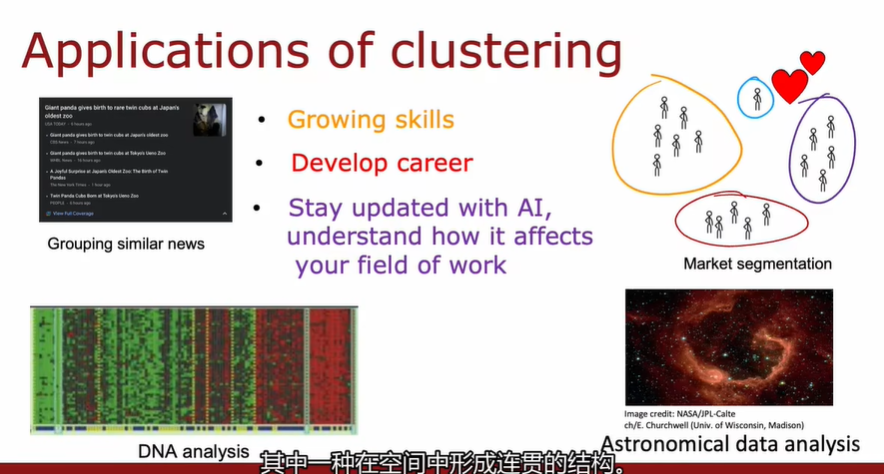 Applications of clustering
Giant panda gives birth to rare twin cubs at Japan's
oldest zoo
USA TODAY • 6 hours ago
• Giant panda gives birth to twin cubs at Japan's oldest zoo
CBS News • 7 hours ago
• Giant panda gives birth to twin cubs at Tokyo's Ueno Zoo
WHBL News • 16 hours ago
• A Joyful Surprise at Japan's Oldest Zoo: The Birth of Twin
Pandas
The New York Times • 1 hour ago
• Twin Panda Cubs Born at Tokyo's Ueno Zoo
PEOPLE • 6 hours ago
View Full Coverage
Grouping similar news
• Growing skills
• Develop career
• Stay updated with AI,
understand how it affects
your field of work
Market segmentation
DNA analysis
Image credit: NASA/JPL-Calte
ch/E. Churchwell (Univ. of Wisconsin, Madison)
Astronomical data analysis
其中一种在空间中形成连贯的结构。